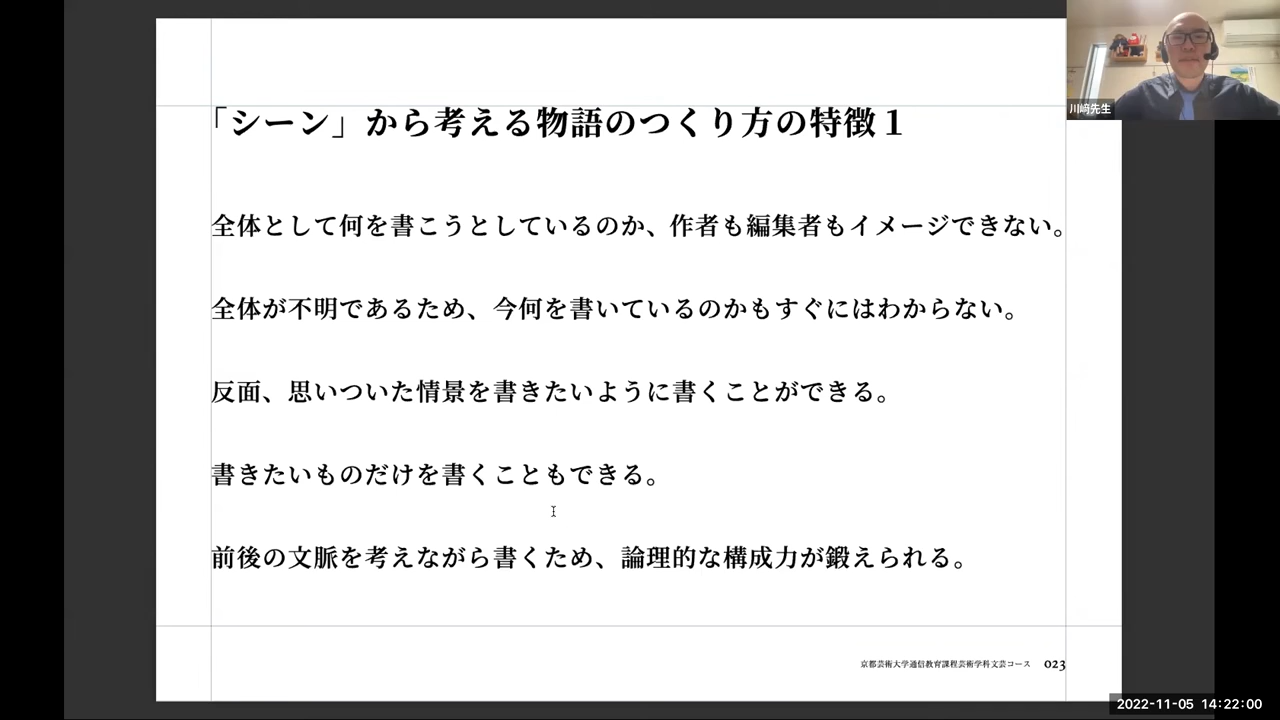 「シーン」から考える物語のつくり方の特徴１
川﨑先生
全体として何を書こうとしているのか、作者も編集者もイメージできない。
全体が不明であるため、今何を書いているのかもすぐにはわからない。
反面、思いついた情景を書きたいように書くことができる。
書きたいものだけを書くこともできる。
前後の文脈を考えながら書くため、論理的な構成力が鍛えられる。
京都芸術大学通信教育課程芸術学科文芸コース 023
2022-11-05 14:22:00